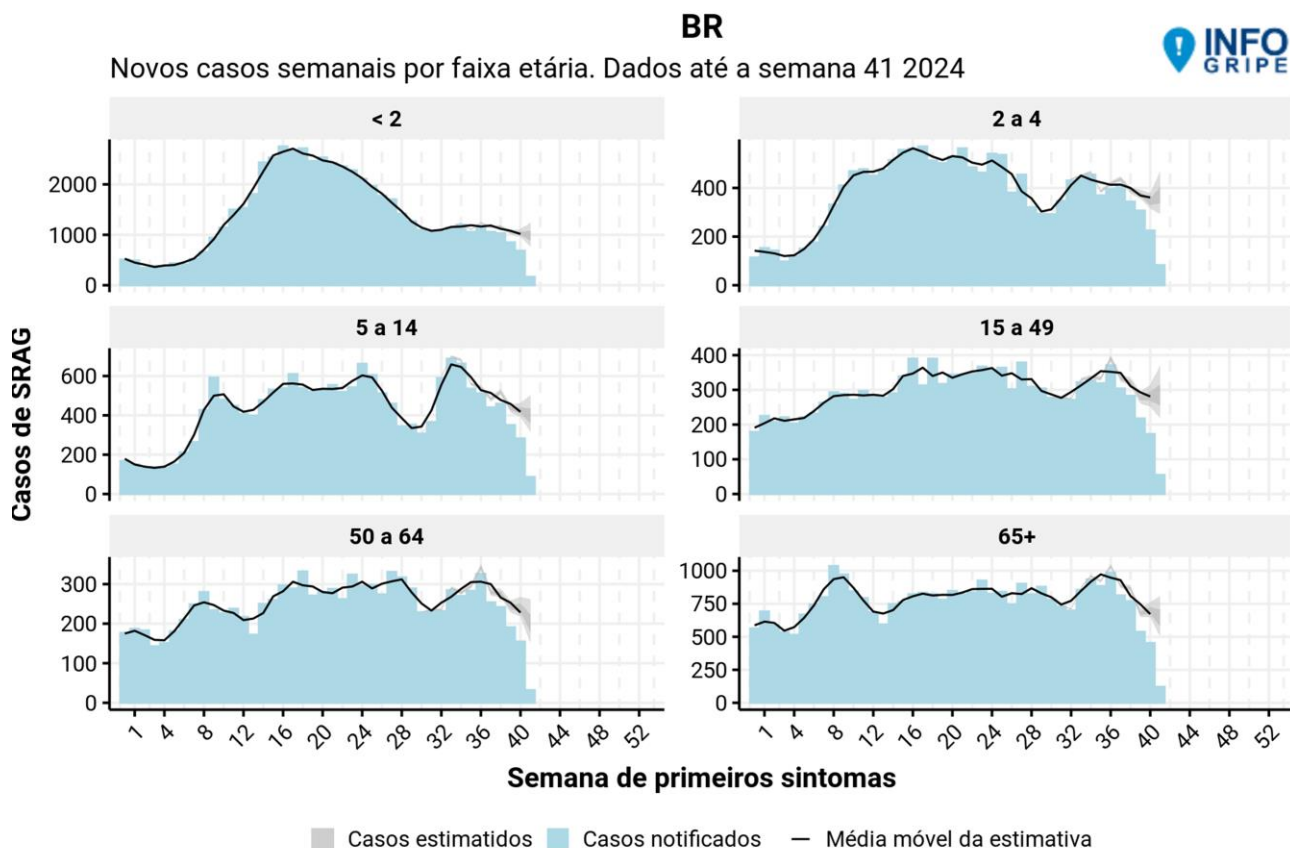 BR
INFO
GRIPE
Novos casos semanais por faixa etária. Dados até a semana 41 2024
< 2
2 a 4
2000
1000
0
400
200
0
5 a 14
15 a 49
600
400
200
0
400
300
200
100
0
Casos de SRAG
50 a 64
65+
300
200
100
0
1000
750
500
250
0
1 4 8 12 16 20 24 28 32 36 40 44 48 52
1 4 8 12 16 20 24 28 32 36 40 44 48 52
Semana de primeiros sintomas
Casos estimatidos Casos notificados Média móvel da estimativa